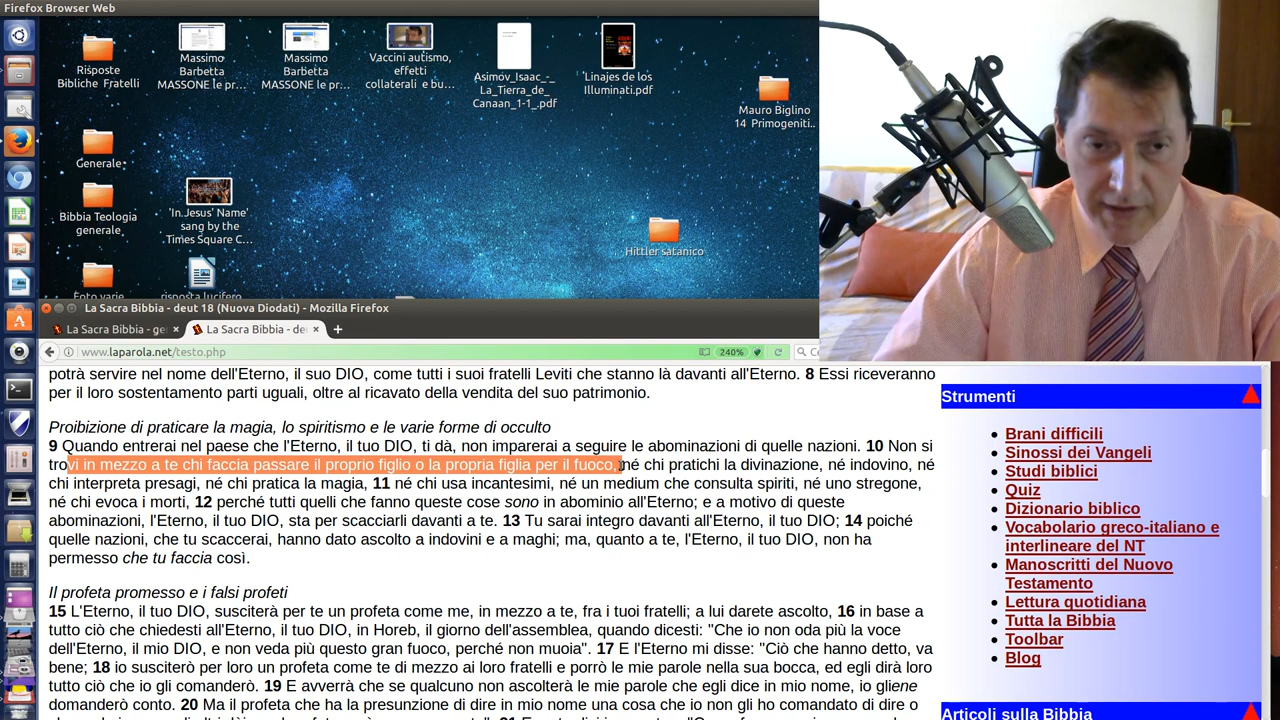 Firefox Browser Web
Risposte
Bibliche Fratelli
Massimo
Barbetta
MASSONE le pr...
Massimo
Barbetta
MASSONE le pr...
Vaccini autismo,
effetti
collaterali e bu...
Asimov_Isaac_-_
La_Tierra_de_
Canaan_1-1_.pdf
Linajes de los
Illuminati.pdf
Mauro Biglino
14 Primogeniti..
Generale
Bibbia Teologia
generale
'In Jesus' Name'
sang by the
Times Square C...
Hittler satanico
Foto varie
risposta lucifero
La Sacra Bibbia - deut 18 (Nuova Diodati) - Mozilla Firefox
La Sacra Bibbia - ge
La Sacra Bibbia - de
www.laparola.net/testo.php
240%
potrà servire nel nome dell'Eterno, il suo DIO, come tutti i suoi fratelli Leviti che stanno là davanti all'Eterno. 8 Essi riceveranno
per il loro sostentamento parti uguali, oltre al ricavato della vendita del suo patrimonio.
Proibizione di praticare la magia, lo spiritismo e le varie forme di occulto
9 Quando entrerai nel paese che l'Eterno, il tuo DIO, ti da, non imparerai a seguire le abominazioni di quelle nazioni. 10 Non si
trovi in mezzo a te chi faccia passare il proprio figlio o la propria figlia per il fuoco, né chi pratichi la divinazione, né indovino, né
chi interpreta presagi, né chi pratica la magia, 11 né chi usa incantesimi, né un medium che consulta spiriti, né uno stregone,
né chi evoca i morti, 12 perché tutti quelli che fanno queste cose sono in abominio all'Eterno; e a motivo di queste
abominazioni, l'Eterno, il tuo DIO, sta per scacciarli davanti a te. 13 Tu sarai integro davanti all'Eterno, il tuo DIO; 14 poiché
quelle nazioni, che tu scaccerai, hanno dato ascolto a indovini e a maghi; ma, quanto a te, l'Eterno, il tuo DIO, non ha
permesso che tu faccia così.
Il profeta promesso e i falsi profeti
15 L'Eterno, il tuo DIO, susciterà per te un profeta come me, in mezzo a te, fra i tuoi fratelli; a lui darete ascolto, 16 in base a
tutto ciò che chiedesti all'Eterno, il tuo DIO, in Horeb, il giorno dell'assemblea, quando dicesti: "Che io non oda più la voce
dell'Eterno, il mio DIO, e non veda più questo gran fuoco, perché non muoia". 17 E l'Eterno mi disse: "Ciò che hanno detto, va
bene; 18 io susciterò per loro un profeta come te di mezzo ai loro fratelli e porrò le mie parole nella sua bocca, ed egli dirà loro
tutto ciò che io gli comanderò. 19 E avverrà che se qualcuno non ascolterà le mie parole che egli dice in mio nome, io gliene
domanderò conto. 20 Ma il profeta che ha la presunzione di dire in mio nome una cosa che io non gli ho comandato di dire o
Strumenti
Brani difficili
Sinossi dei Vangeli
Studi biblici
Quiz
Dizionario biblico
Vocabolario greco-italiano e
interlineare del NT
Manoscritti del Nuovo
Testamento
Lettura quotidiana
Tutta la Bibbia
Toolbar
Blog
Articoli sulla Bibbia